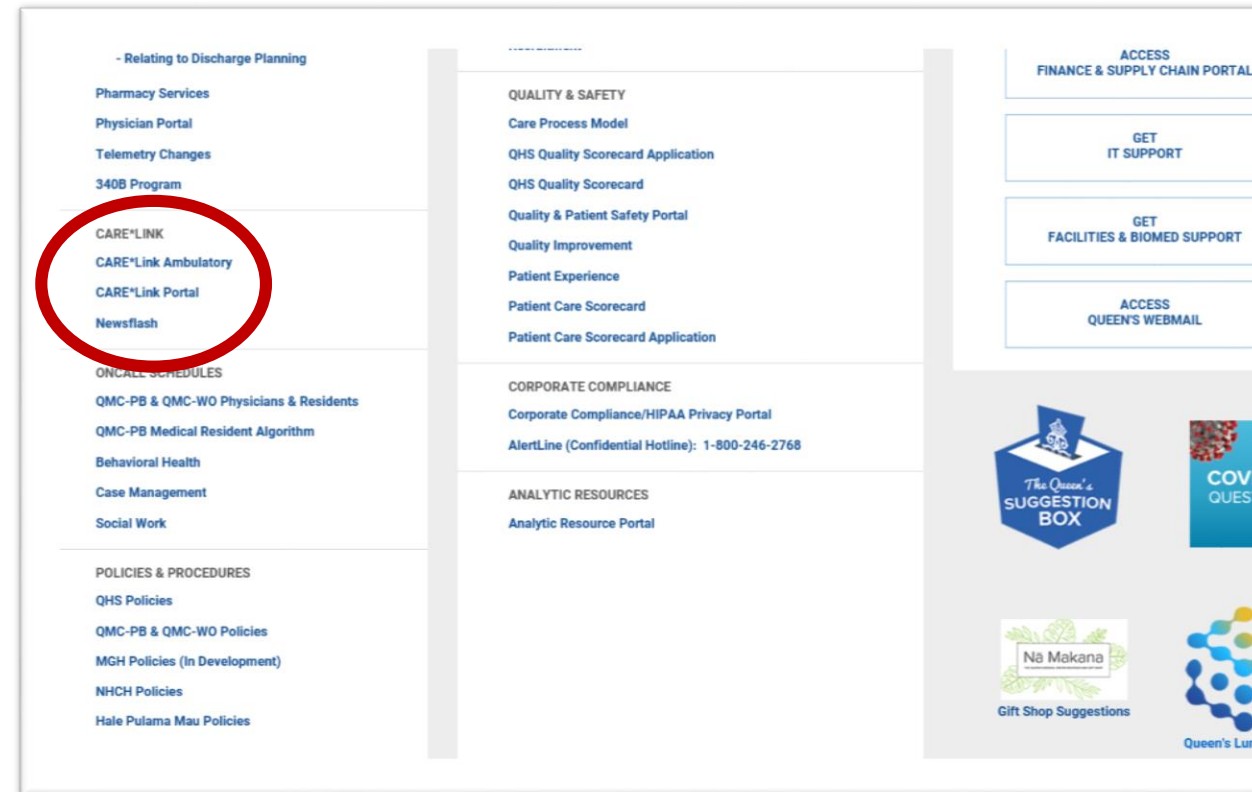 - Relating to Discharge Planning
Pharmacy Services
Physician Portal
Telemetry Changes
340B Program
CARE*LINK
CARE*Link Ambulatory
CARE*Link Portal
Newsflash
ONCALL SCHEDULES
QMC-PB & QMC-WO Physicians & Residents
QMC-PB Medical Resident Algorithm
Behavioral Health
Case Management
Social Work
POLICIES & PROCEDURES
QHS Policies
QMC-PB & QMC-WO Policies
MGH Policies (In Development)
NHCH Policies
Hale Pulama Mau Policies
QUALITY & SAFETY
Care Process Model
QHS Quality Scorecard Application
QHS Quality Scorecard
Quality & Patient Safety Portal
Quality Improvement
Patient Experience
Patient Care Scorecard
Patient Care Scorecard Application
CORPORATE COMPLIANCE
Corporate Compliance/HIPAA Privacy Portal
AlertLine (Confidential Hotline): 1-800-246-2768
ANALYTIC RESOURCES
Analytic Resource Portal
ACCESS
FINANCE & SUPPLY CHAIN PORTAL
GET
IT SUPPORT
GET
FACILITIES & BIOMED SUPPORT
ACCESS
QUEEN'S WEBMAIL
The Queen's
SUGGESTION
BOX
COV
QUES
Nā Makana
Gift Shop Suggestions
Queen's Lun